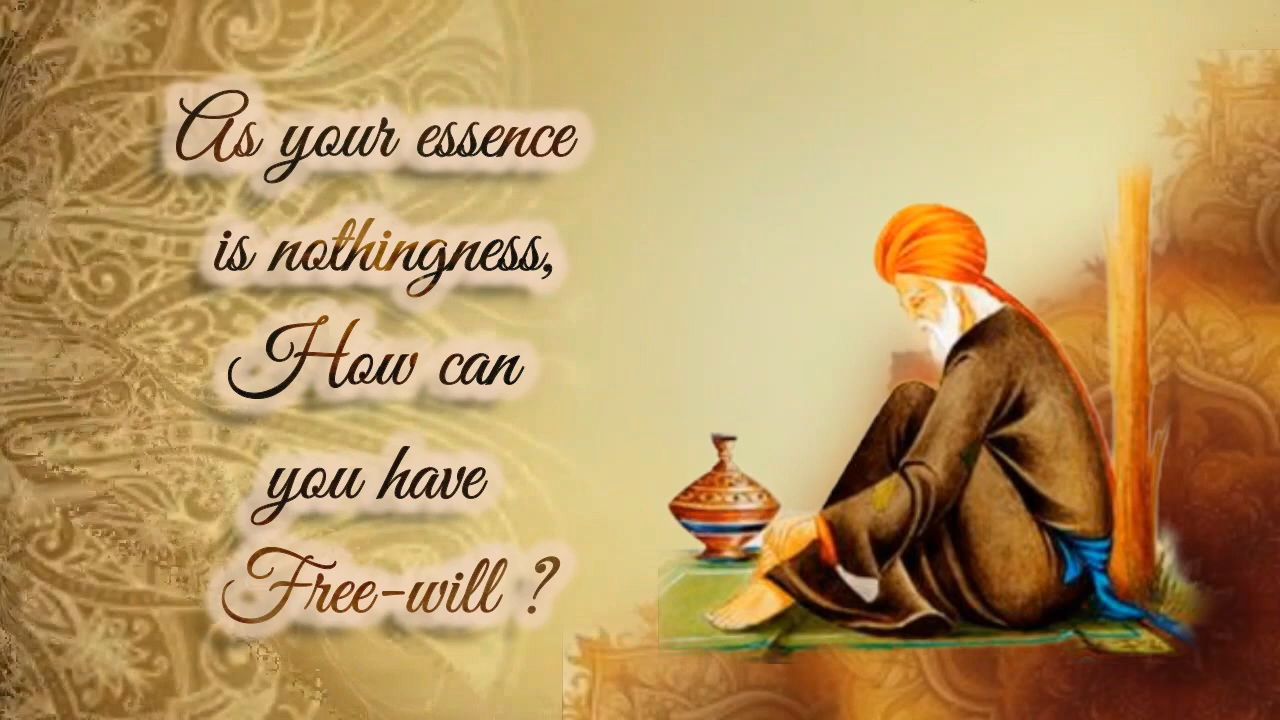 As your essence
is nothingness,
How can
you have
Free-will ?